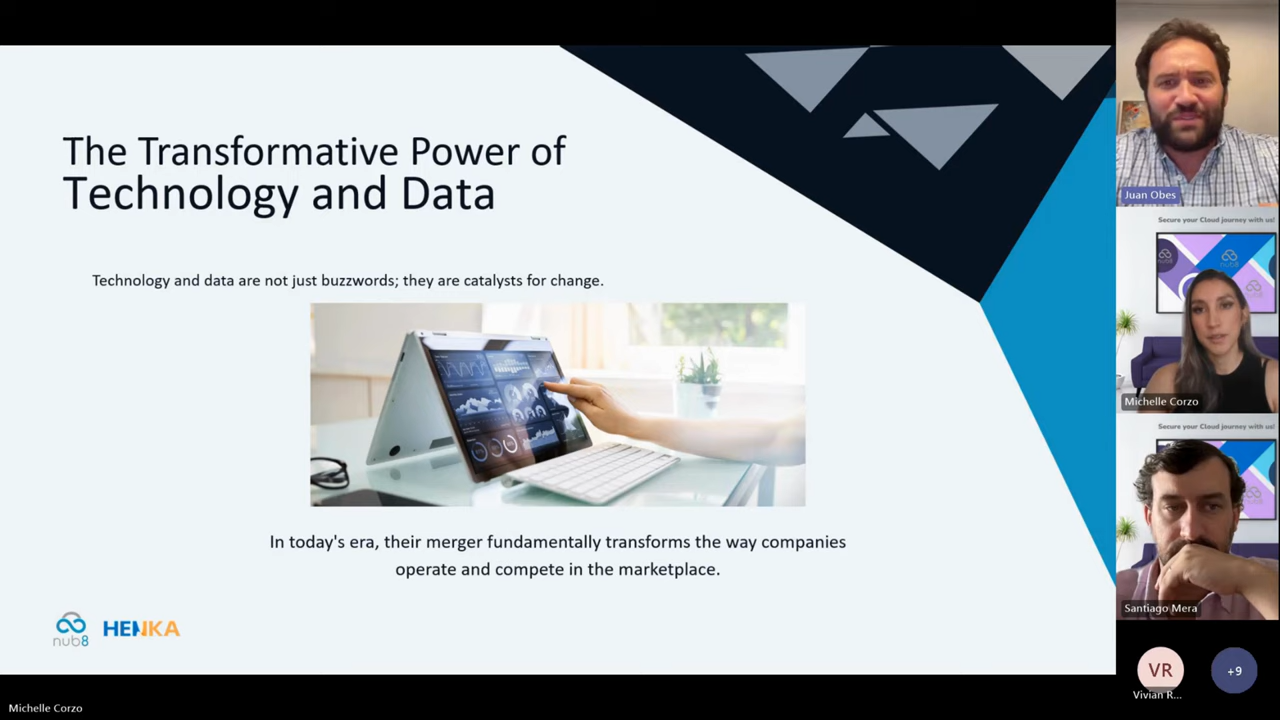 The Transformative Power of
Technology and Data
Technology and data are not just buzzwords; they are catalysts for change.
In today's era, their merger fundamentally transforms the way companies
operate and compete in the marketplace.
nub8
HENKA
Michelle Corzo
Juan Obes
Secure your Cloud journey with us!
nub8
nub8
Michelle Corzo
Secure your Cloud journey with us!
Santiago Mera
VR
Vivian R...
+9